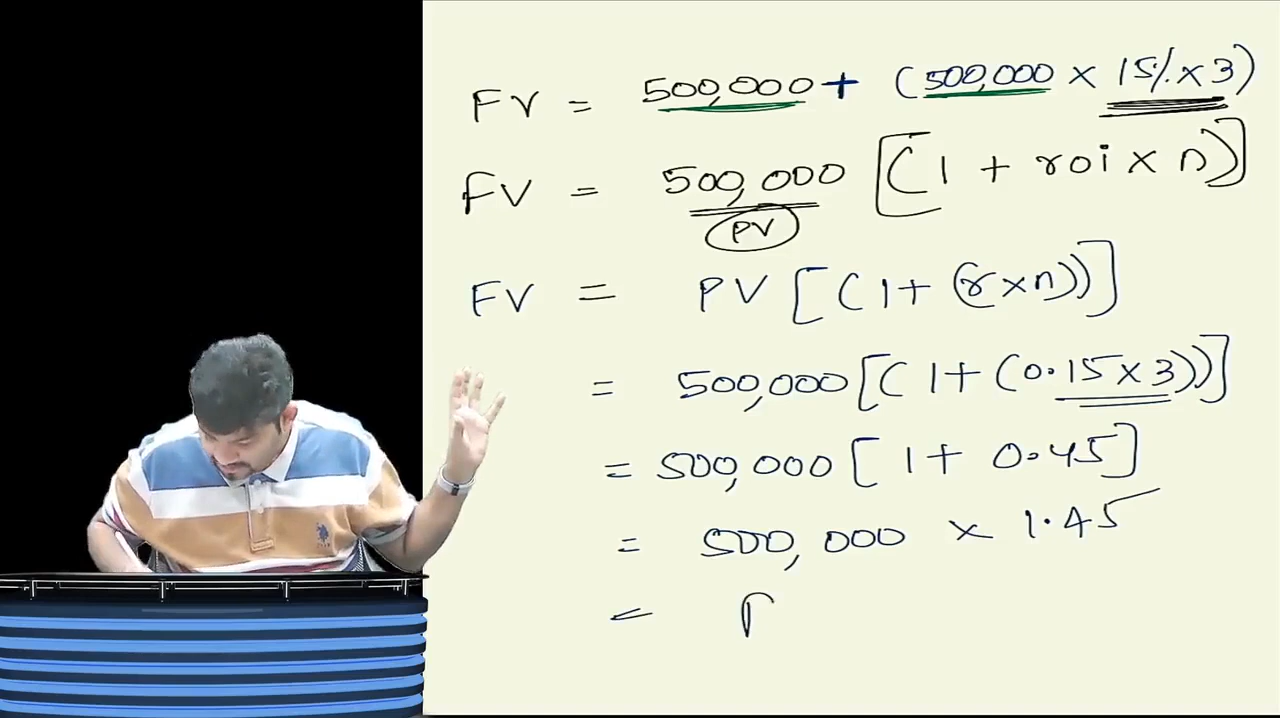 FV = 500,000 + (500,000 × 15% × 3)
FV = 500,000 [(1 + roi × n)]
PV
FV = PV [(1 + (r × n))]
= 500,000 [(1 + (0.15 × 3))]
= 500,000 [1 + 0.45]
= 500,000 × 1.45
=